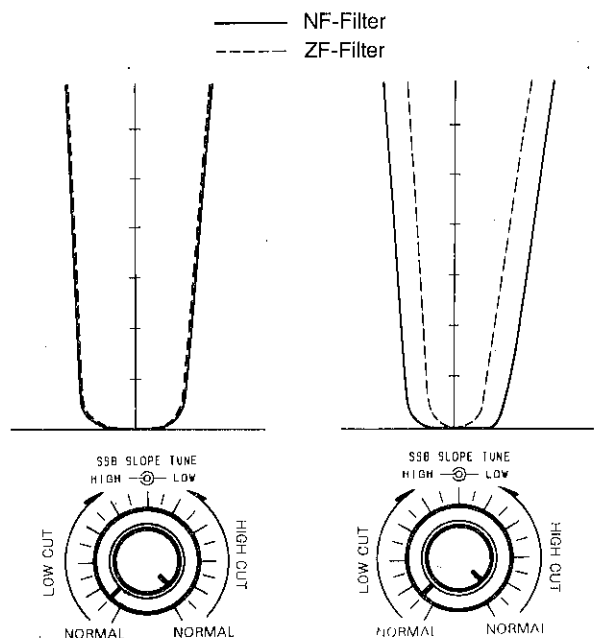 NF-Filter
ZF-Filter
SSB SLOPE TUNE
HIGH LOW
LOW CUT
HIGH CUT
NORMAL NORMAL
SSB SLOPE TUNE
HIGH LOW
LOW CUT
HIGH CUT
NORMAL NORMAL